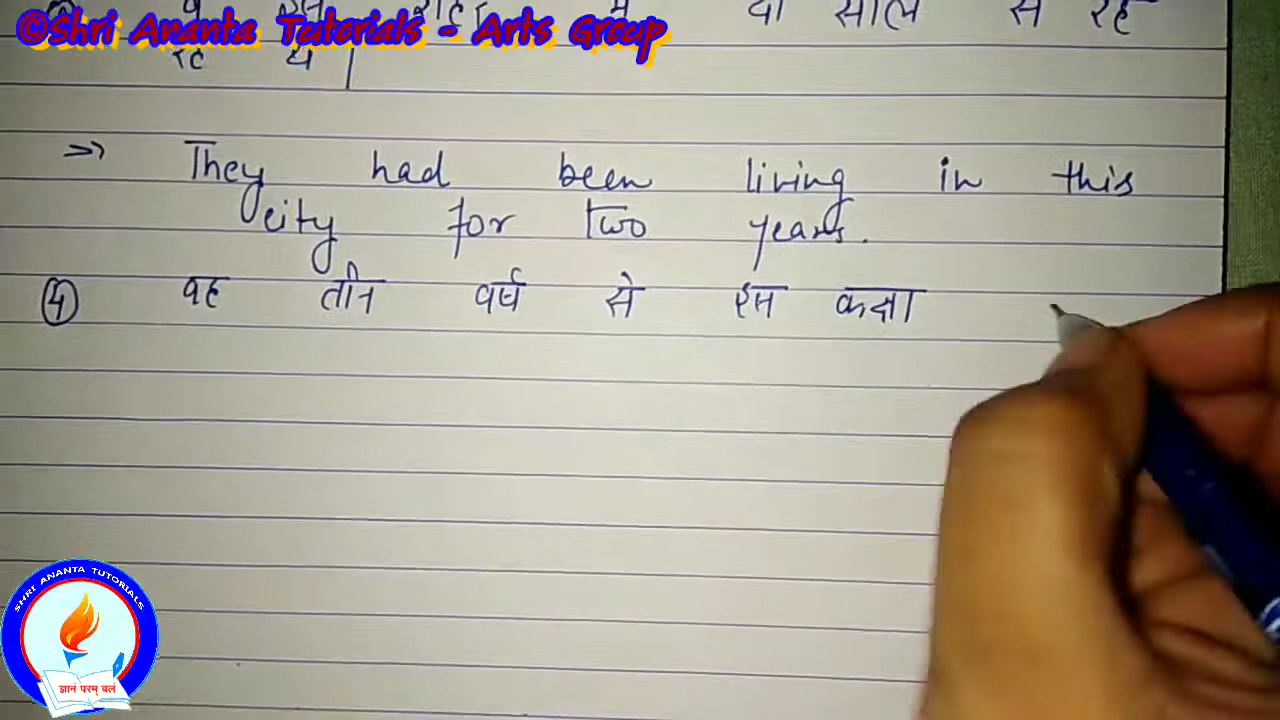 ©Shri Ananta Tutorials - Arts Group
में दो साल से रह
रहे थे |
⇒ They had been living in this
city for two years.
④ वह तीन वर्ष से इस कक्षा
SHRI ANANTA TUTORIALS
ज्ञानं परमं बलं